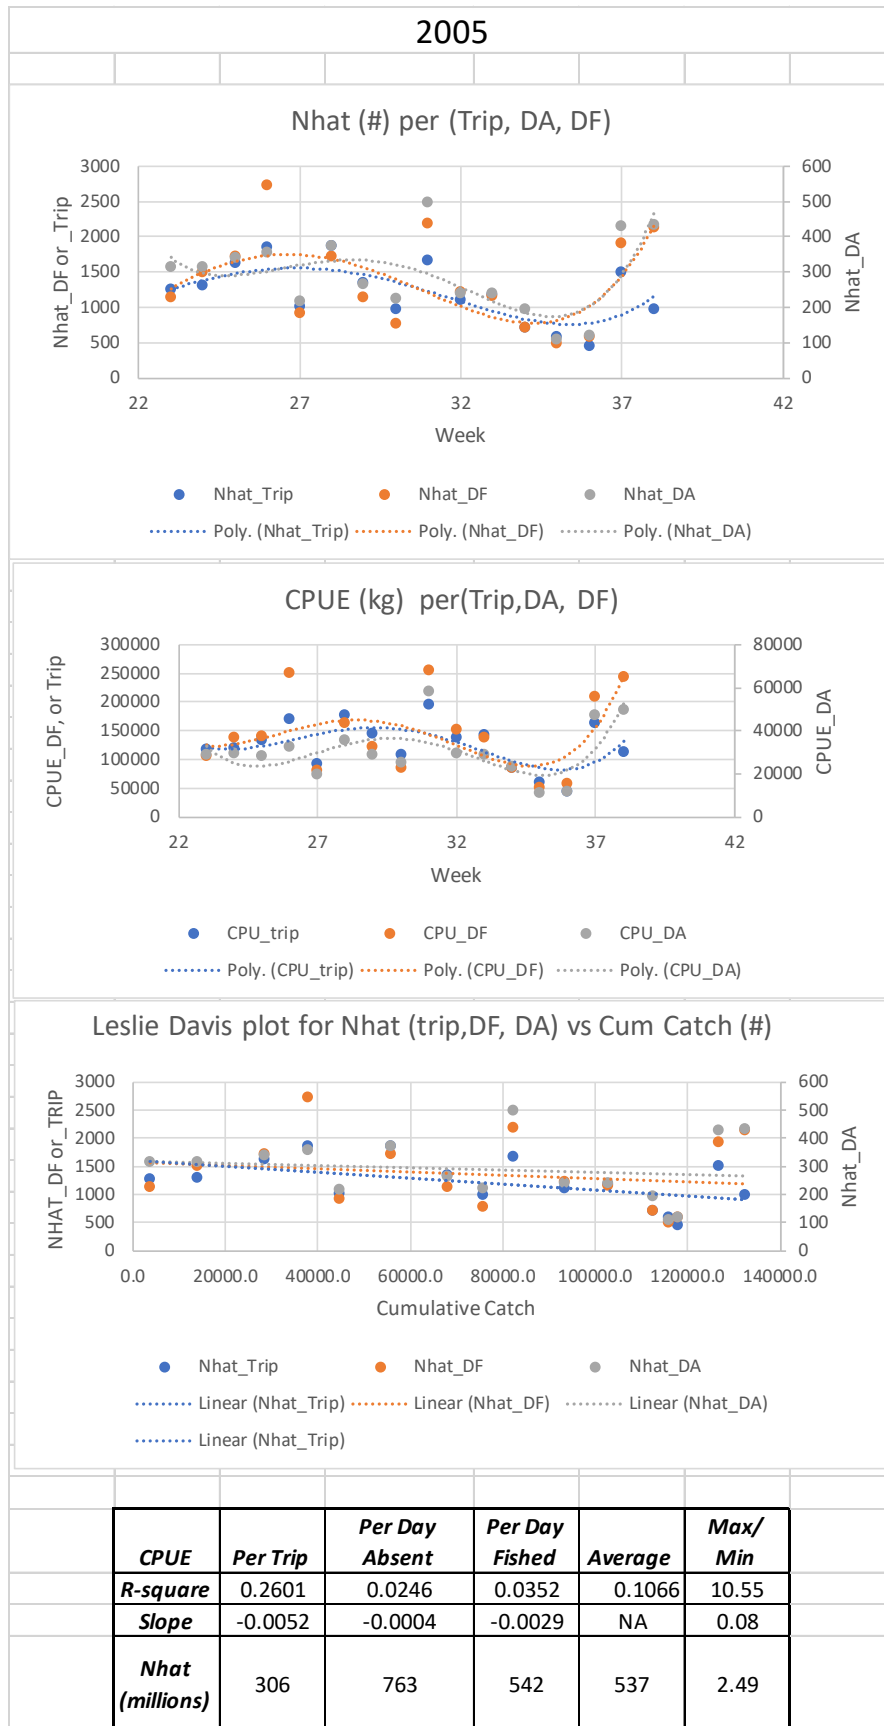 2005
Nhat (#) per (Trip, DA, DF)
Nhat_DF or _Trip
3000
2500
2000
1500
1000
500
0
600
500
400
300
200
100
0
Nhat_DA
22 27 32 37 42
Week
Nhat_Trip Nhat_DF Nhat_DA
Poly. (Nhat_Trip) Poly. (Nhat_DF) Poly. (Nhat_DA)
CPUE (kg) per(Trip,DA, DF)
CPUE_DF, or Trip
300000
250000
200000
150000
100000
50000
0
80000
60000
40000
20000
0
CPUE_DA
22 27 32 37 42
Week
CPU_trip CPU_DF CPU_DA
Poly. (CPU_trip) Poly. (CPU_DF) Poly. (CPU_DA)
Leslie Davis plot for Nhat (trip,DF, DA) vs Cum Catch (#)
NHAT_DF or _TRIP
3000
2500
2000
1500
1000
500
0
600
500
400
300
200
100
0
Nhat_DA
0.0 20000.0 40000.0 60000.0 80000.0 100000.0 120000.0 140000.0
Cumulative Catch
Nhat_Trip Nhat_DF Nhat_DA
Linear (Nhat_Trip) Linear (Nhat_DF) Linear (Nhat_DA)
Linear (Nhat_Trip)
CPUE Per Trip Per Day Absent Per Day Fished Average Max/ Min
R-square 0.2601 0.0246 0.0352 0.1066 10.55
Slope -0.0052 -0.0004 -0.0029 NA 0.08
Nhat (millions) 306 763 542 537 2.49